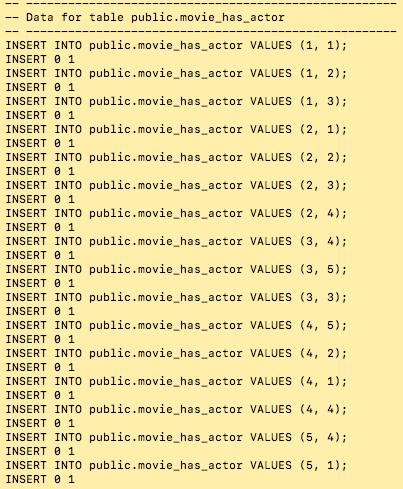 -- ------------------------------------------------------
-- Data for table public.movie_has_actor
-- ------------------------------------------------------
INSERT INTO public.movie_has_actor VALUES (1, 1);
INSERT 0 1
INSERT INTO public.movie_has_actor VALUES (1, 2);
INSERT 0 1
INSERT INTO public.movie_has_actor VALUES (1, 3);
INSERT 0 1
INSERT INTO public.movie_has_actor VALUES (2, 1);
INSERT 0 1
INSERT INTO public.movie_has_actor VALUES (2, 2);
INSERT 0 1
INSERT INTO public.movie_has_actor VALUES (2, 3);
INSERT 0 1
INSERT INTO public.movie_has_actor VALUES (2, 4);
INSERT 0 1
INSERT INTO public.movie_has_actor VALUES (3, 4);
INSERT 0 1
INSERT INTO public.movie_has_actor VALUES (3, 5);
INSERT 0 1
INSERT INTO public.movie_has_actor VALUES (3, 3);
INSERT 0 1
INSERT INTO public.movie_has_actor VALUES (4, 5);
INSERT 0 1
INSERT INTO public.movie_has_actor VALUES (4, 2);
INSERT 0 1
INSERT INTO public.movie_has_actor VALUES (4, 1);
INSERT 0 1
INSERT INTO public.movie_has_actor VALUES (4, 4);
INSERT 0 1
INSERT INTO public.movie_has_actor VALUES (5, 4);
INSERT 0 1
INSERT INTO public.movie_has_actor VALUES (5, 1);
INSERT 0 1